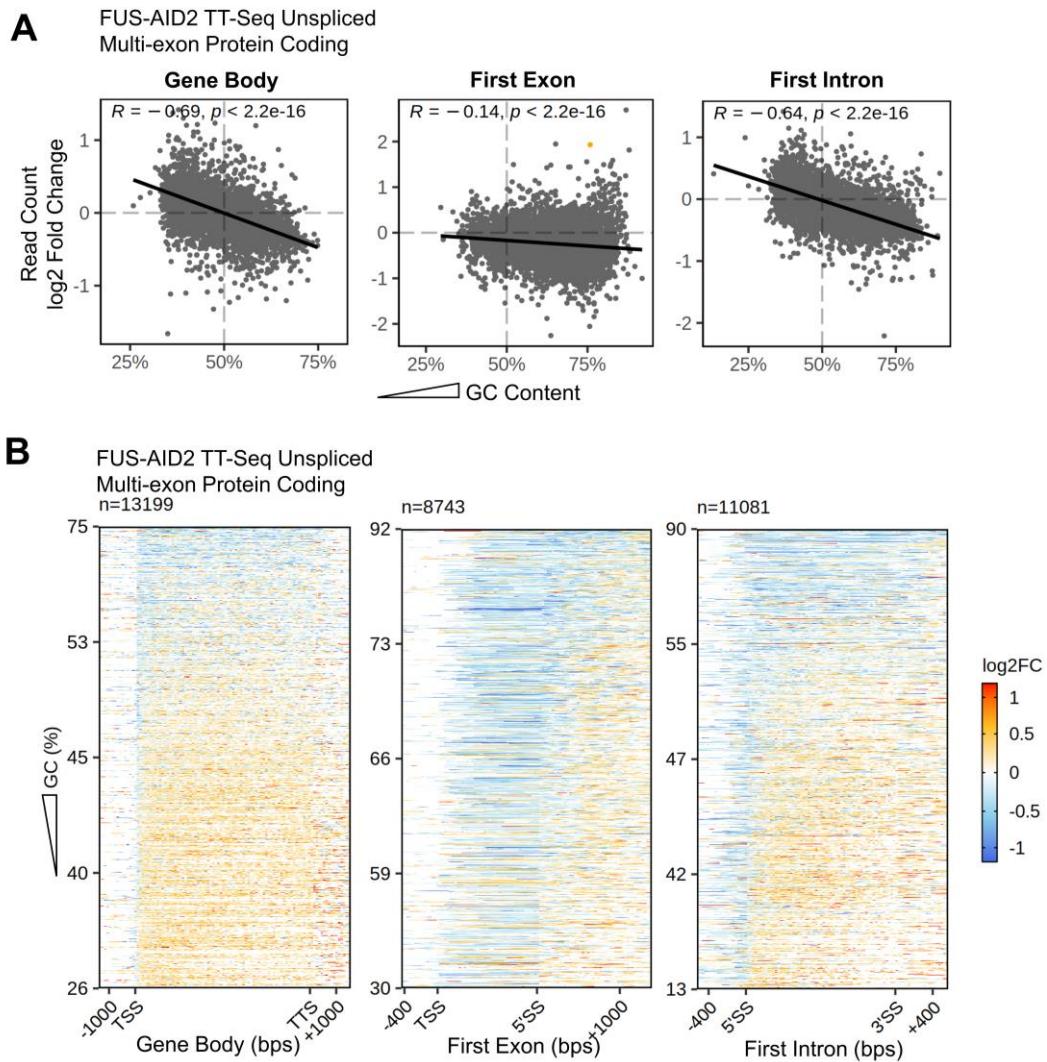 A
FUS-AID2 TT-Seq Unspliced
Multi-exon Protein Coding
Gene Body
First Exon
First Intron
R = −0.69, p < 2.2e-16
R = −0.14, p < 2.2e-16
R = −0.64, p < 2.2e-16
Read Count
log2 Fold Change
1
0
-1
2
1
0
-1
-2
1
0
-1
-2
25%
50%
75%
25%
50%
75%
25%
50%
75%
GC Content
B
FUS-AID2 TT-Seq Unspliced
Multi-exon Protein Coding
n=13199
n=8743
n=11081
GC (%)
75
53
45
40
26
92
73
66
59
30
90
55
47
42
13
log2FC
1
0.5
0
-0.5
-1
-1000
TSS
TTS
+1000
-400
TSS
5'SS
+1000
-400
5'SS
3'SS
+400
Gene Body (bps)
First Exon (bps)
First Intron (bps)